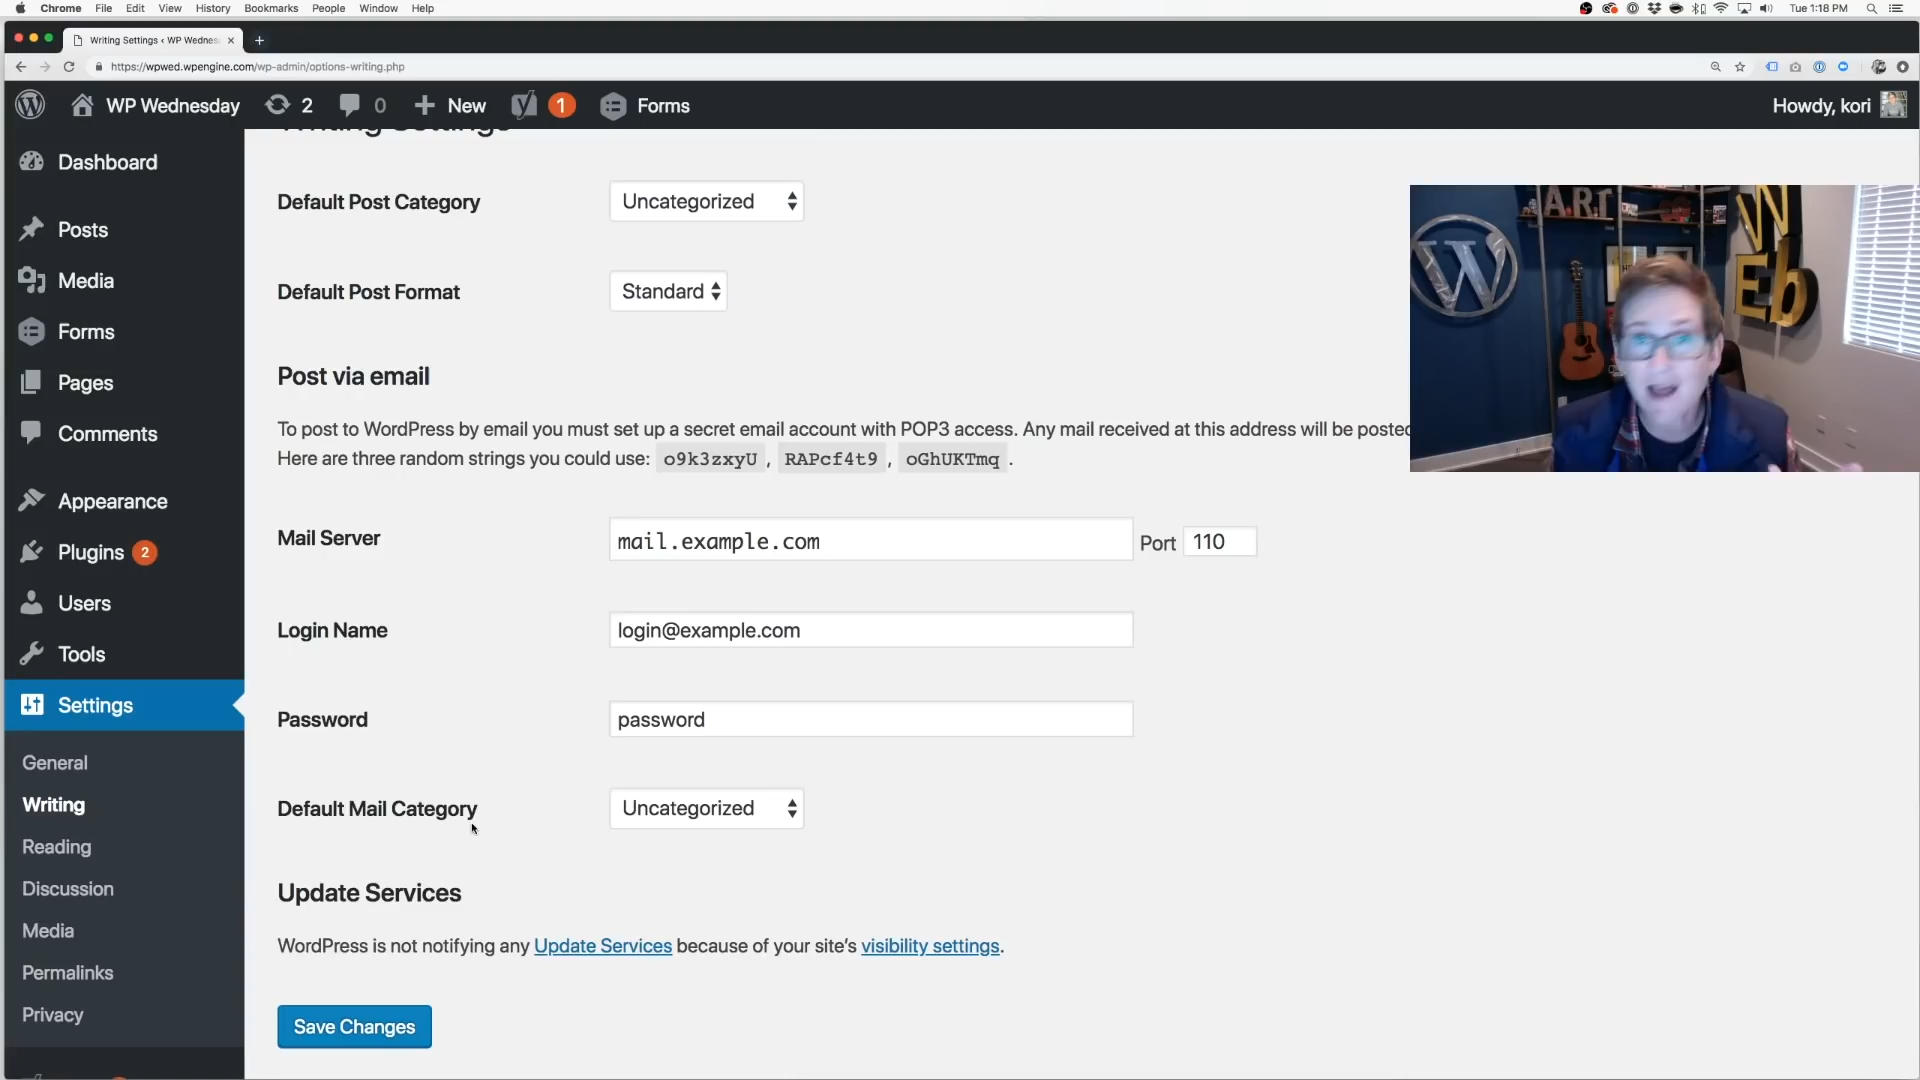 Chrome File Edit View History Bookmarks People Window Help Tue 1:18 PM
Writing Settings ‹ WP Wednes
https://wpwed.wpengine.com/wp-admin/options-writing.php
WP Wednesday 2 0 New 1 Forms Howdy, kori
Writing Settings
Dashboard
Posts
Media
Forms
Pages
Comments
Appearance
Plugins 2
Users
Tools
Settings
General
Writing
Reading
Discussion
Media
Permalinks
Privacy
Default Post Category Uncategorized
Default Post Format Standard
Post via email
To post to WordPress by email you must set up a secret email account with POP3 access. Any mail received at this address will be posted
Here are three random strings you could use: o9k3zxyU , RAPcf4t9 , oGhUKTmq .
Mail Server mail.example.com Port 110
Login Name login@example.com
Password password
Default Mail Category Uncategorized
Update Services
WordPress is not notifying any Update Services because of your site's visibility settings.
Save Changes
ART
W
W
Eb